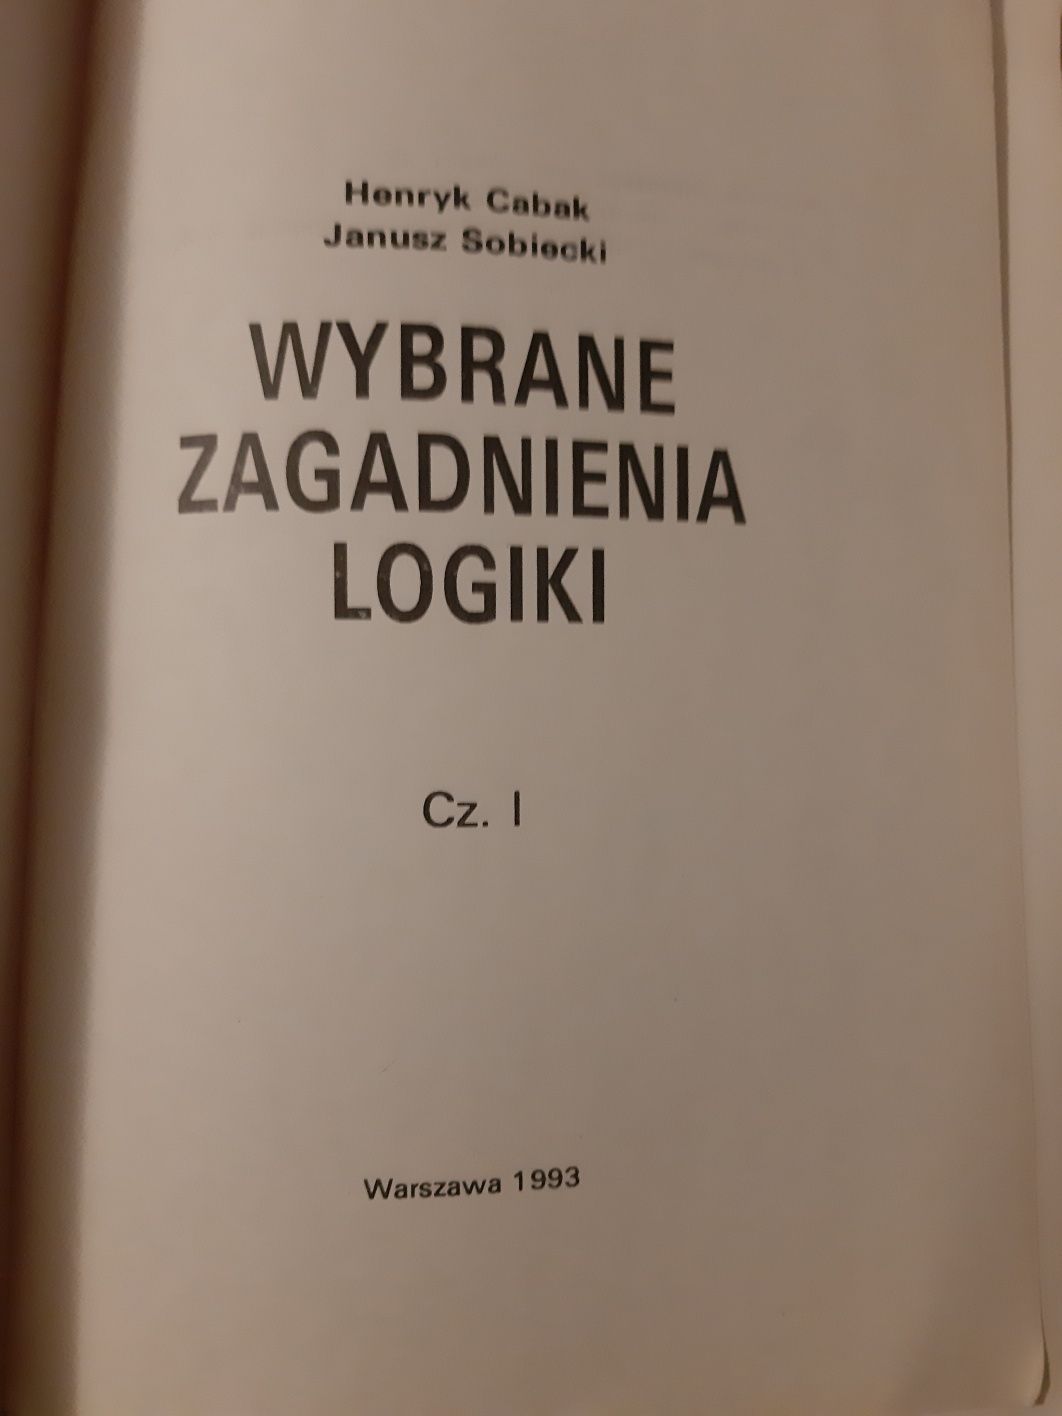 Henryk Cabak
Janusz Sobiecki
WYBRANE
ZAGADNIENIA
LOGIKI
Cz. I
Warszawa 1993